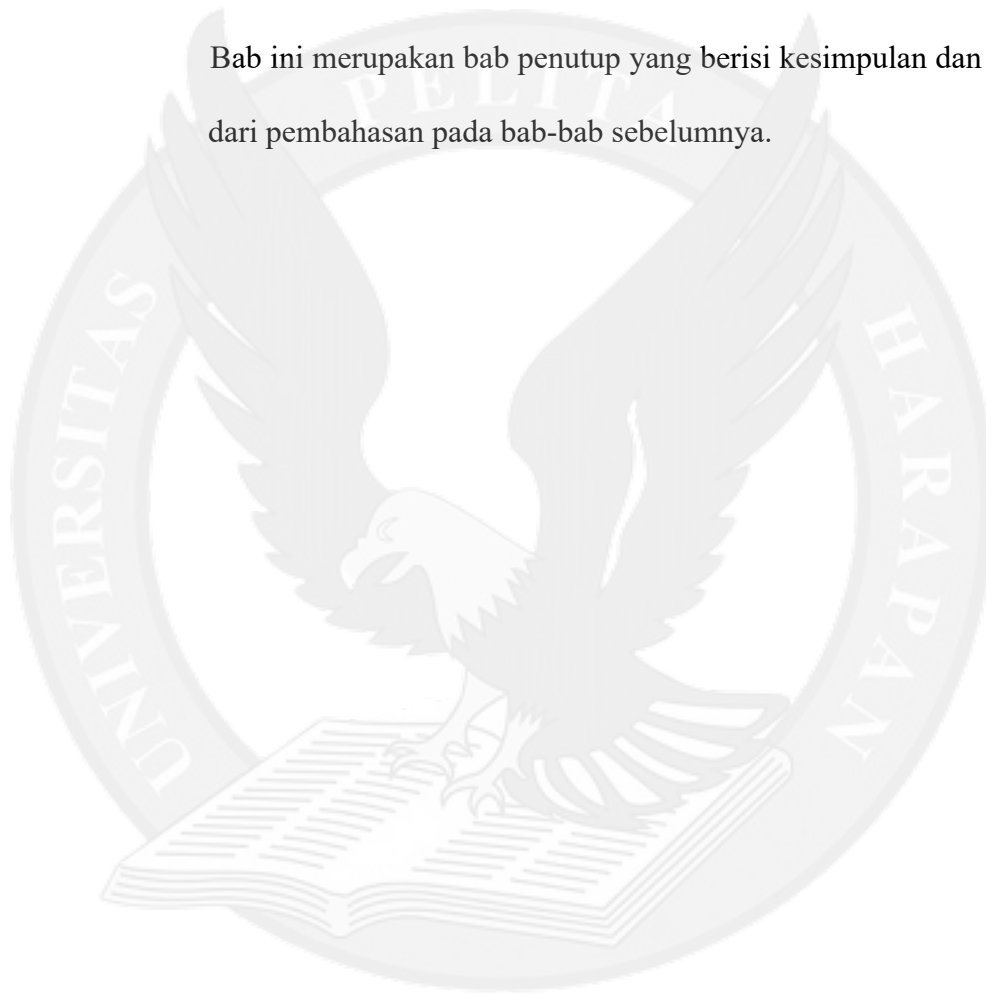 Bab ini merupakan bab penutup yang berisi kesimpulan dan
dari pembahasan pada bab-bab sebelumnya.
UNIVERSITAS PELITA HARAPAN